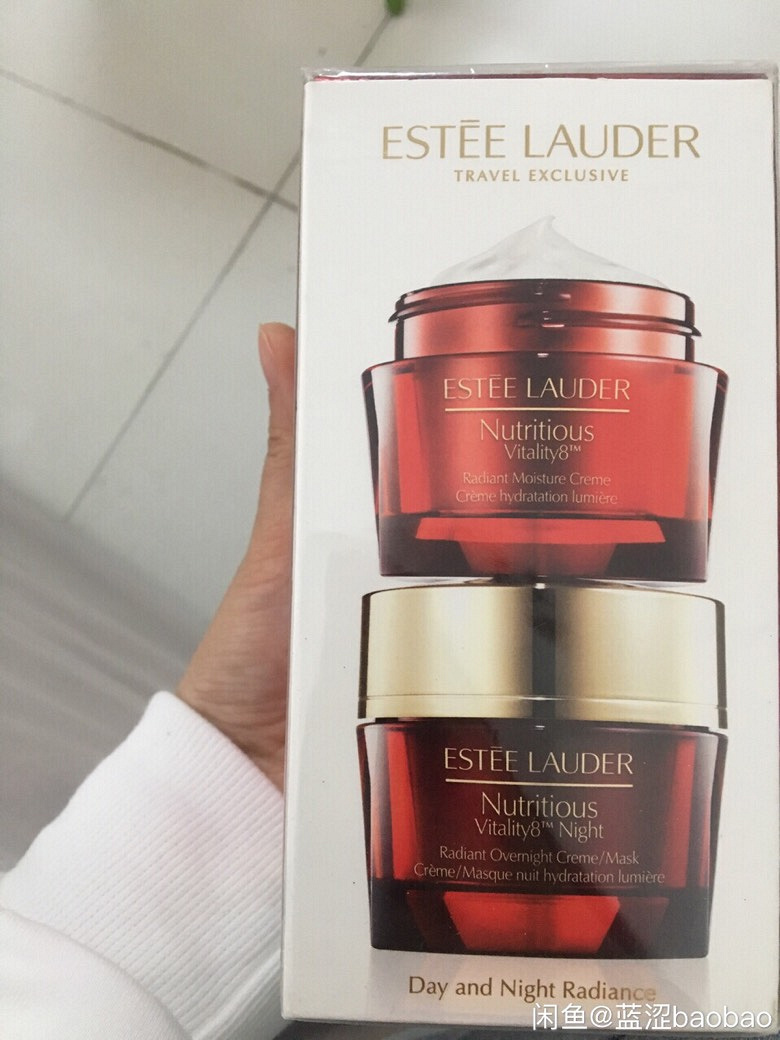 ESTĒE LAUDER
TRAVEL EXCLUSIVE
ESTĒE LAUDER
Nutritious
Vitality8™
Radiant Moisture Creme
Crème hydratation lumière
ESTĒE LAUDER
Nutritious
Vitality8™ Night
Radiant Overnight Creme/Mask
Crème/Masque nuit hydratation lumière
Day and Night Radiance
闲鱼@蓝涩baobao